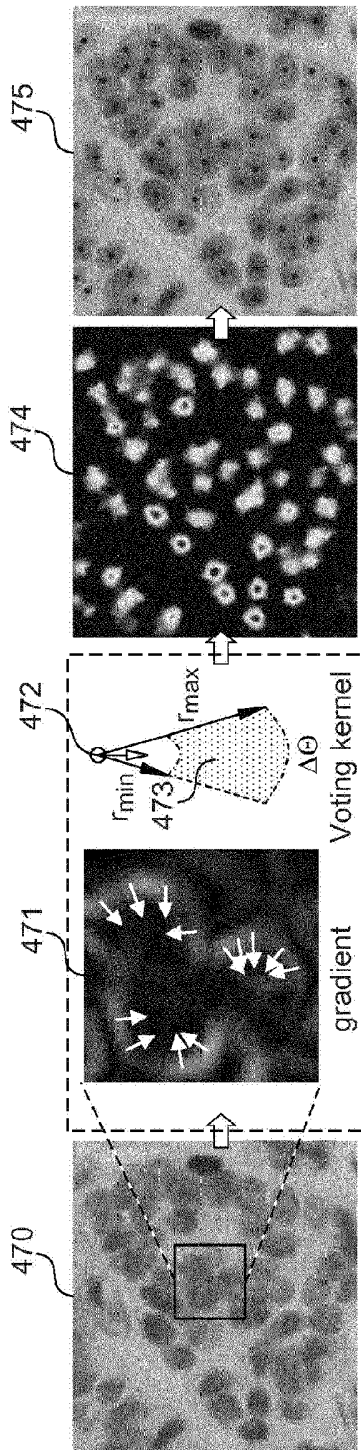 470
471
472
473
r_min
r_max
ΔΘ
gradient
Voting kernel
474
475